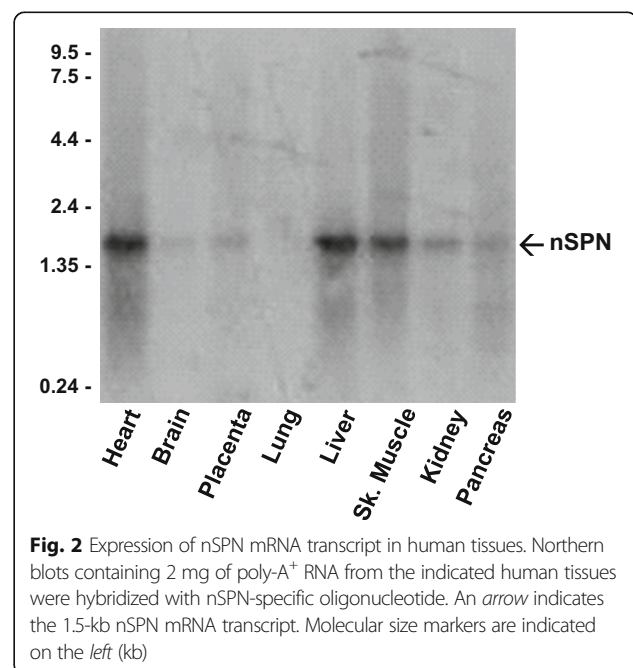 9.5 -
7.5 -
4.4 -
2.4 -
1.35 -
0.24 -
← nSPN
Heart
Brain
Placenta
Lung
Liver
Sk. Muscle
Kidney
Pancreas
Fig. 2 Expression of nSPN mRNA transcript in human tissues. Northern
blots containing 2 mg of poly-A⁺ RNA from the indicated human tissues
were hybridized with nSPN-specific oligonucleotide. An arrow indicates
the 1.5-kb nSPN mRNA transcript. Molecular size markers are indicated
on the left (kb)